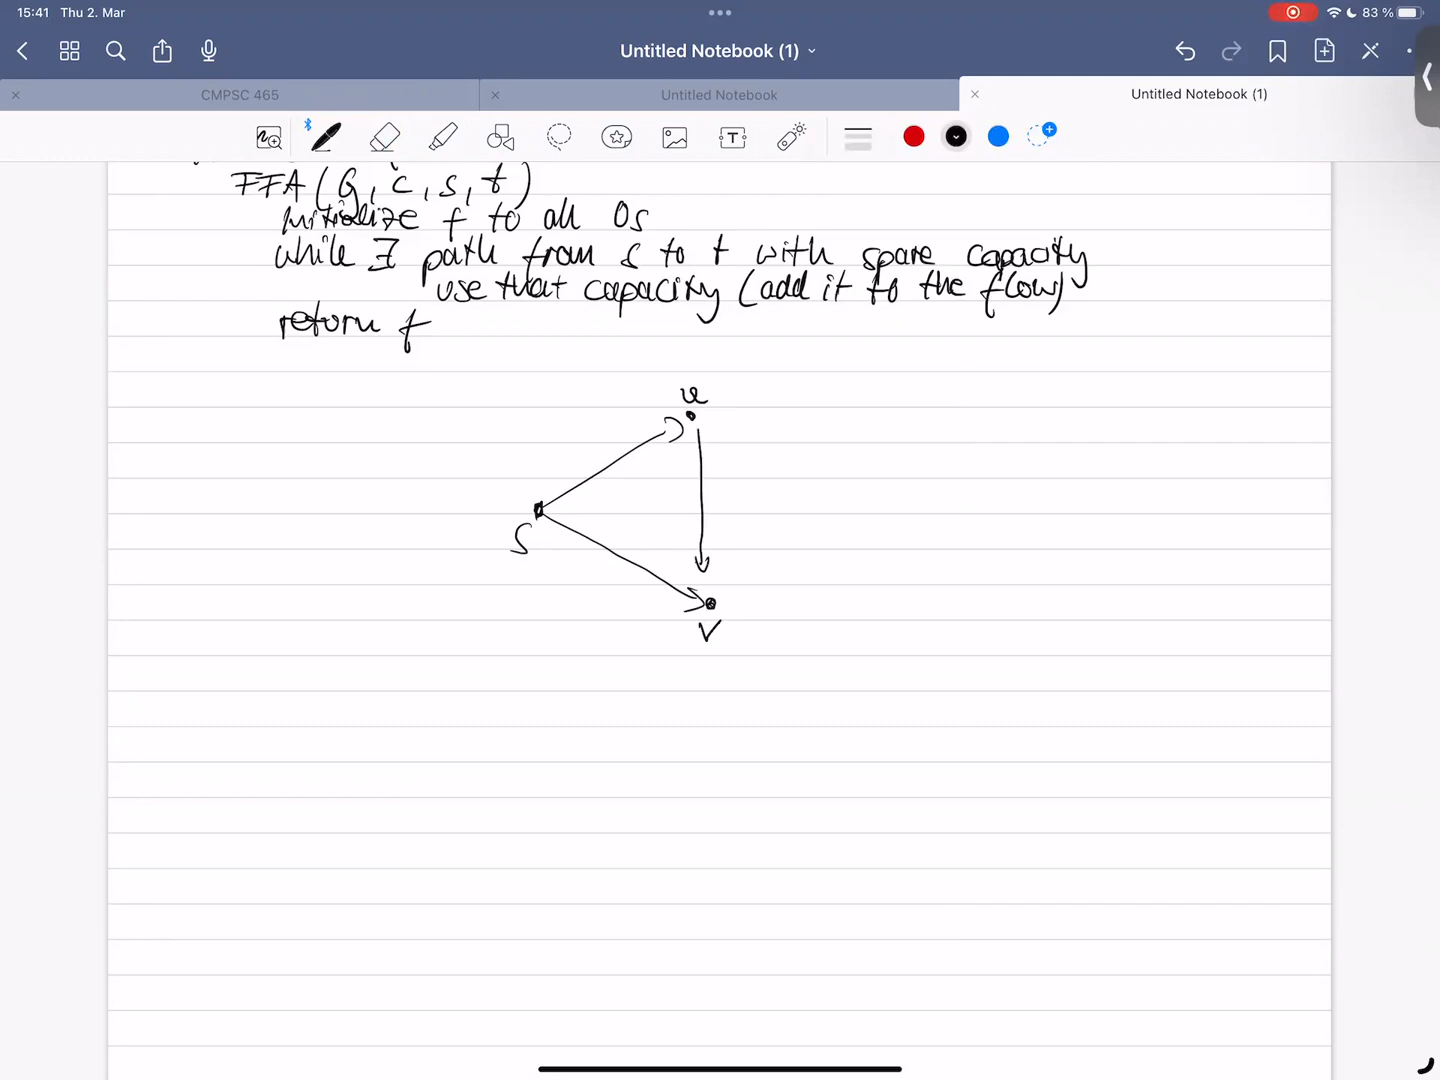 15:41 Thu 2. Mar 83 %
Untitled Notebook (1)
CMPSC 465 Untitled Notebook Untitled Notebook (1)
FFA (G, c, s, t)
initialize f to all 0s
while ∃ path from s to t with spare capacity
use that capacity (add it to the flow)
return f
u
S
V